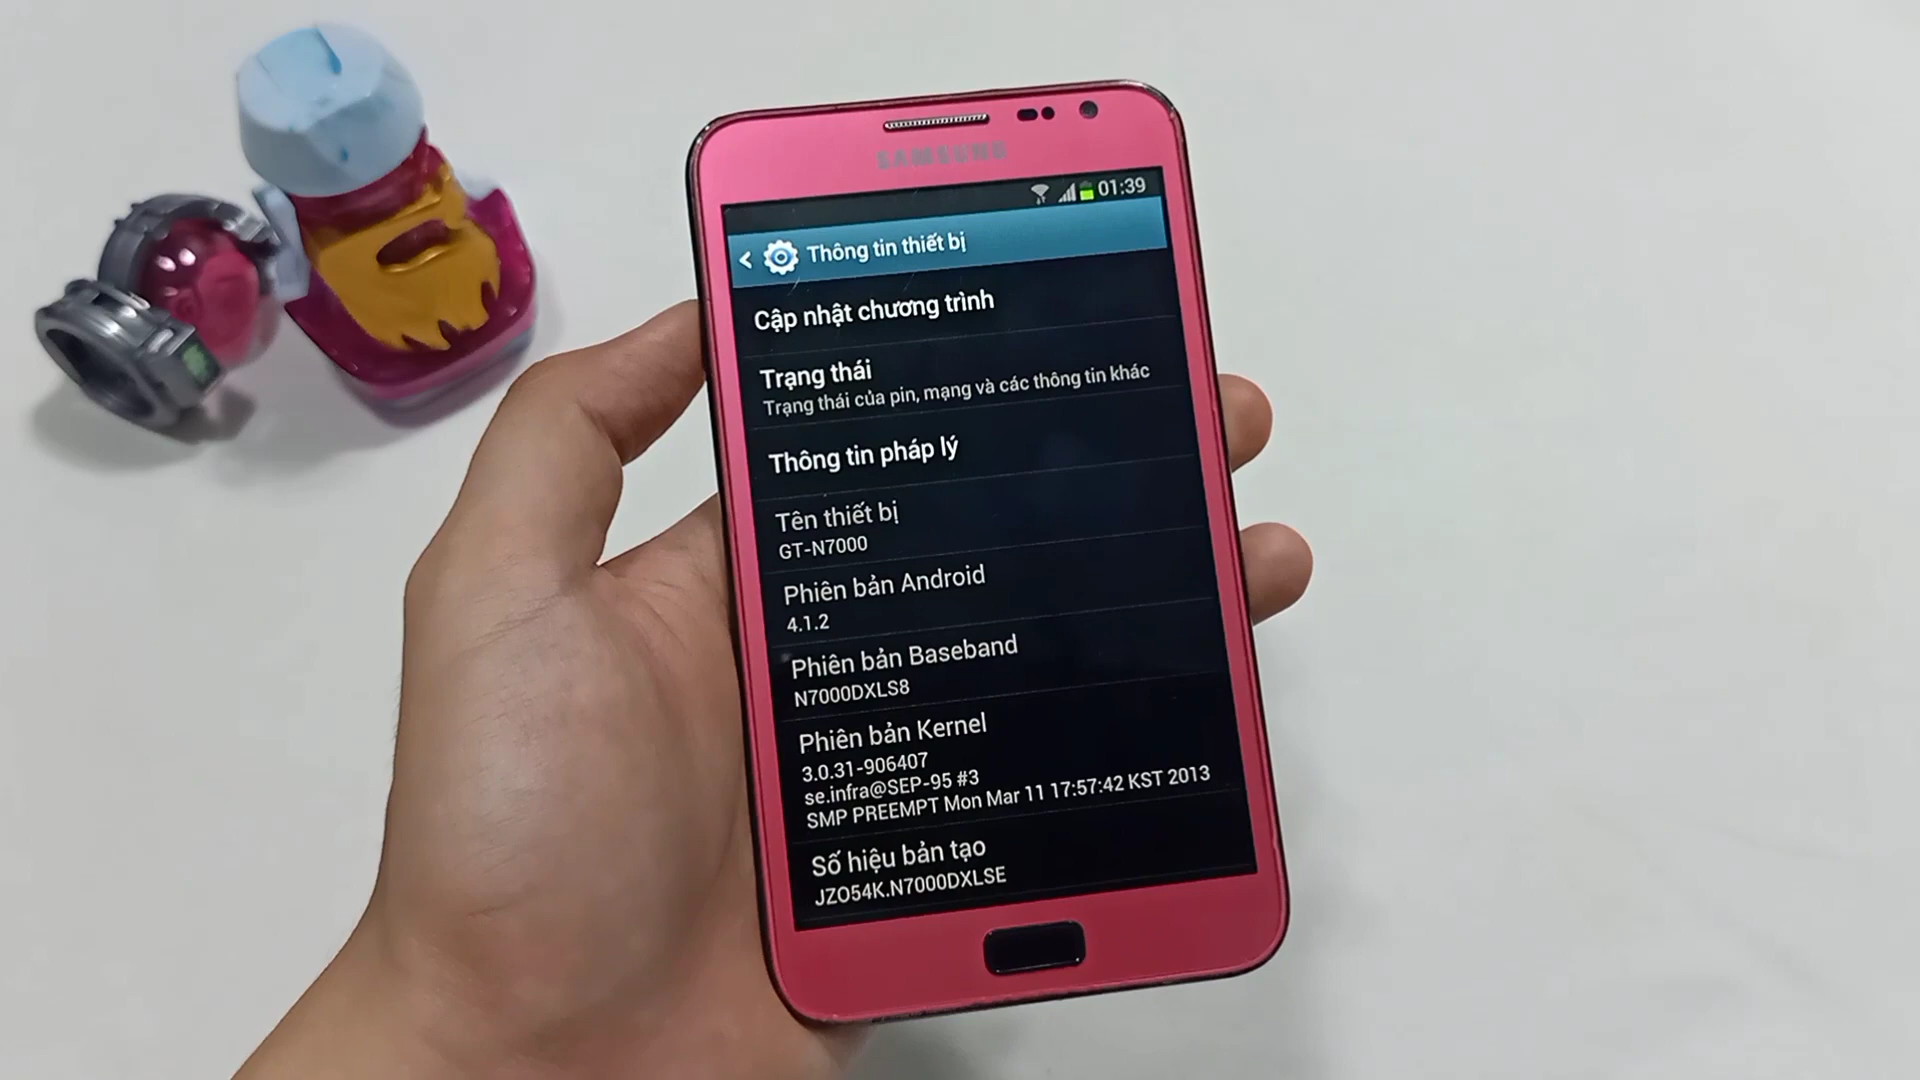 SAMSUNG
01:39
Thông tin thiết bị
Cập nhật chương trình
Trạng thái
Trạng thái của pin, mạng và các thông tin khác
Thông tin pháp lý
Tên thiết bị
GT-N7000
Phiên bản Android
4.1.2
Phiên bản Baseband
N7000DXLS8
Phiên bản Kernel
3.0.31-906407
se.infra@SEP-95 #3
SMP PREEMPT Mon Mar 11 17:57:42 KST 2013
Số hiệu bản tạo
JZO54K.N7000DXLSE